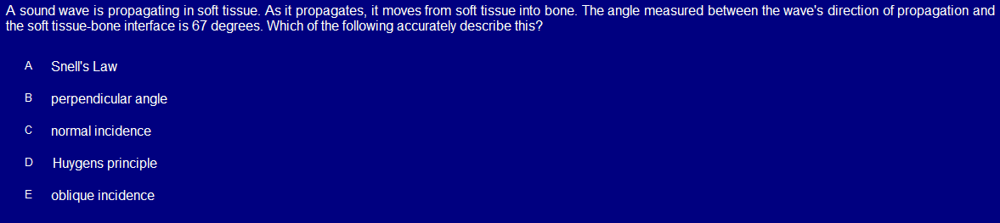 A sound wave is propagating in soft tissue. As it propagates, it moves from soft tissue into bone. The angle measured between the wave's direction of propagation and
the soft tissue-bone interface is 67 degrees. Which of the following accurately describe this?
A Snell's Law
B perpendicular angle
C normal incidence
D Huygens principle
E oblique incidence